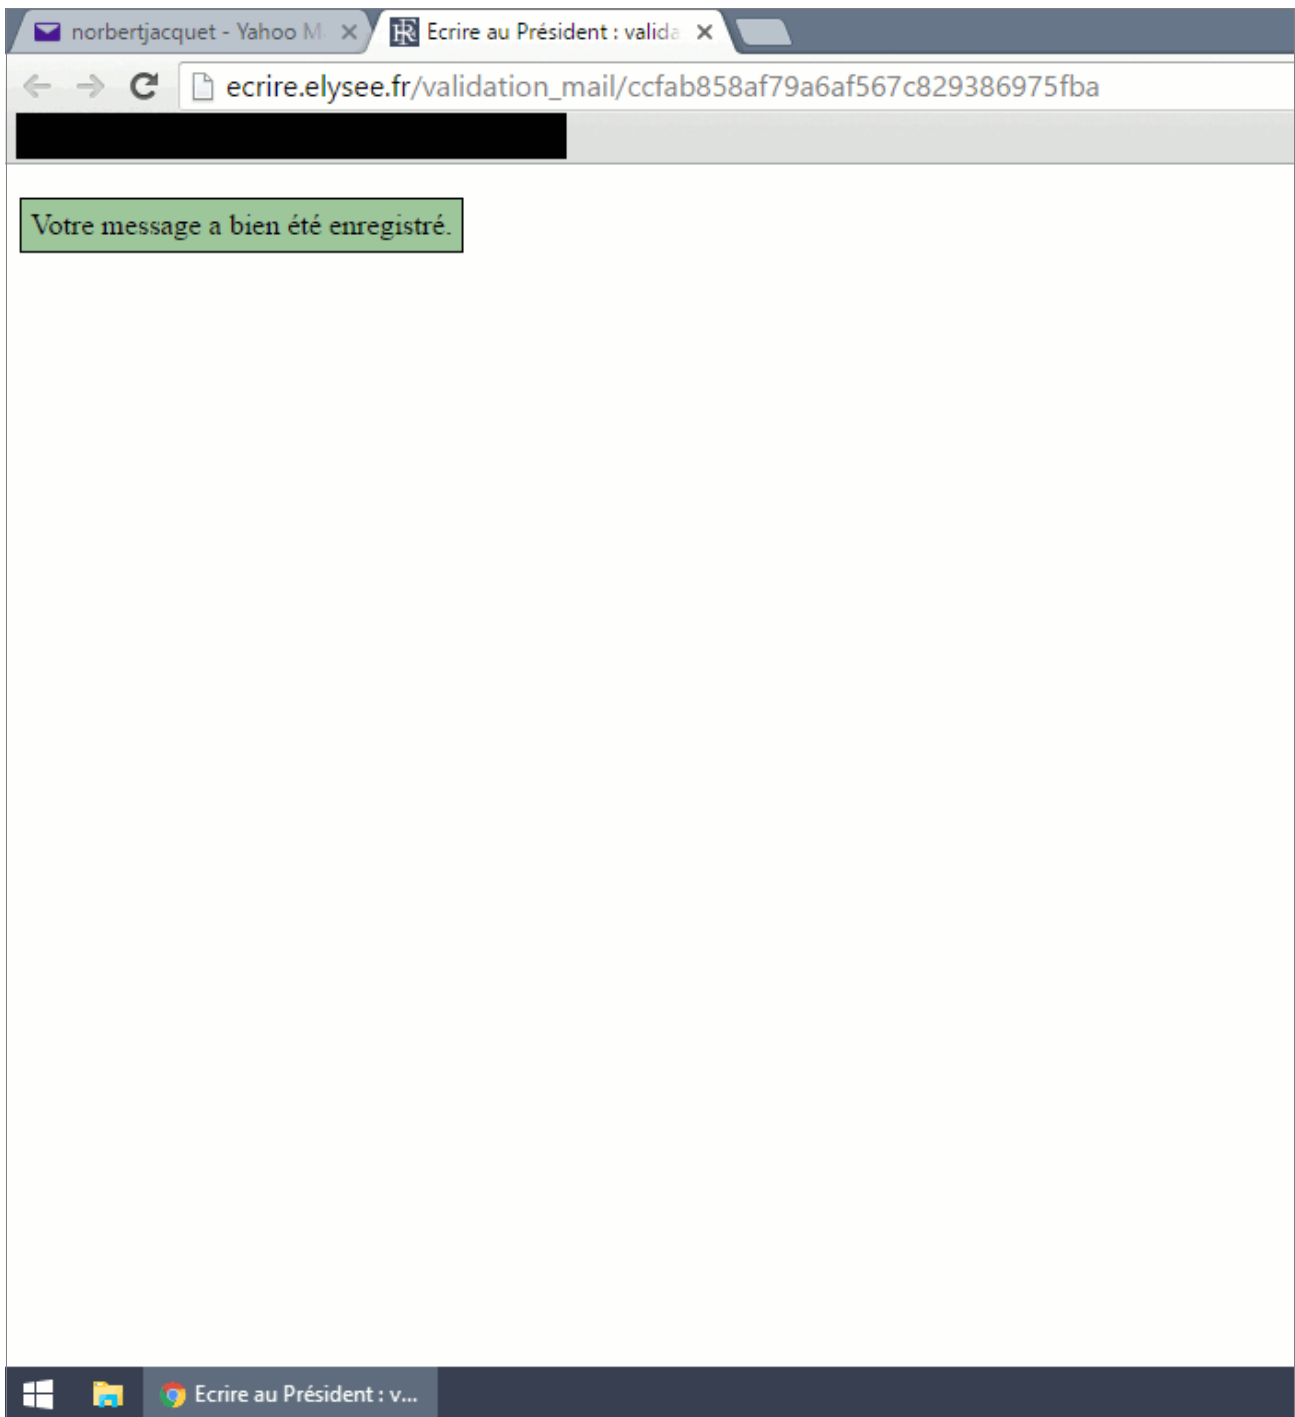 norbertjacquet - Yahoo M
Ecrire au Président : valida
ecrire.elysee.fr/validation_mail/ccfab858af79a6af567c829386975fba
Votre message a bien été enregistré.
Ecrire au Président : v...